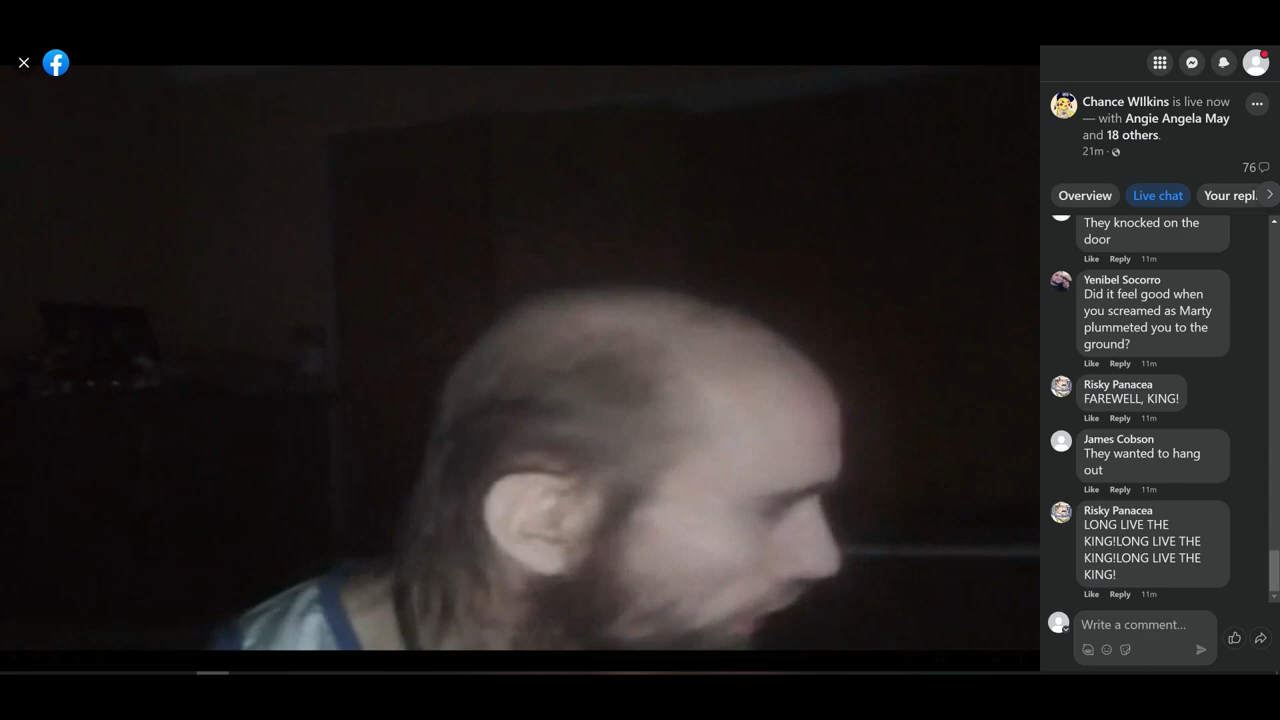 Chance WIlkins is live now
— with Angie Angela May
and 18 others.
21m
76
Overview
Live chat
Your repl.
They knocked on the
door
Like Reply 11m
Yenibel Socorro
Did it feel good when
you screamed as Marty
plummeted you to the
ground?
Like Reply 11m
Risky Panacea
FAREWELL, KING!
Like Reply 11m
James Cobson
They wanted to hang
out
Like Reply 11m
Risky Panacea
LONG LIVE THE
KING!LONG LIVE THE
KING!LONG LIVE THE
KING!
Like Reply 11m
Write a comment...